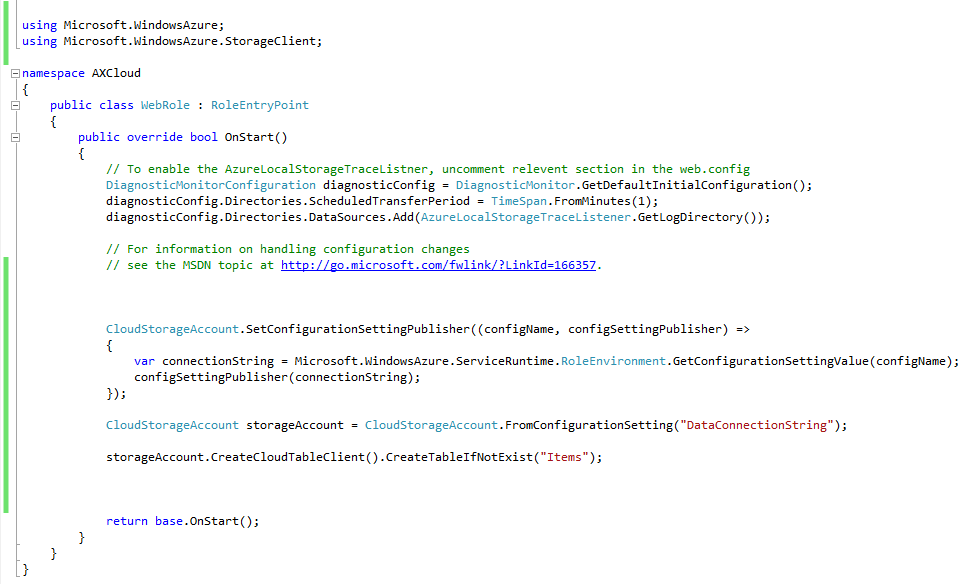 using Microsoft.WindowsAzure;
using Microsoft.WindowsAzure.StorageClient;
namespace AXCloud
{
public class WebRole : RoleEntryPoint
{
public override bool OnStart()
{
// To enable the AzureLocalStorageTraceListner, uncomment relevent section in the web.config
DiagnosticMonitorConfiguration diagnosticConfig = DiagnosticMonitor.GetDefaultInitialConfiguration();
diagnosticConfig.Directories.ScheduledTransferPeriod = TimeSpan.FromMinutes(1);
diagnosticConfig.Directories.DataSources.Add(AzureLocalStorageTraceListener.GetLogDirectory());
// For information on handling configuration changes
// see the MSDN topic at http://go.microsoft.com/fwlink/?LinkId=166357.
CloudStorageAccount.SetConfigurationSettingPublisher((configName, configSettingPublisher) =>
{
var connectionString = Microsoft.WindowsAzure.ServiceRuntime.RoleEnvironment.GetConfigurationSettingValue(configName);
configSettingPublisher(connectionString);
});
CloudStorageAccount storageAccount = CloudStorageAccount.FromConfigurationSetting("DataConnectionString");
storageAccount.CreateCloudTableClient().CreateTableIfNotExist("Items");
return base.OnStart();
}
}
}